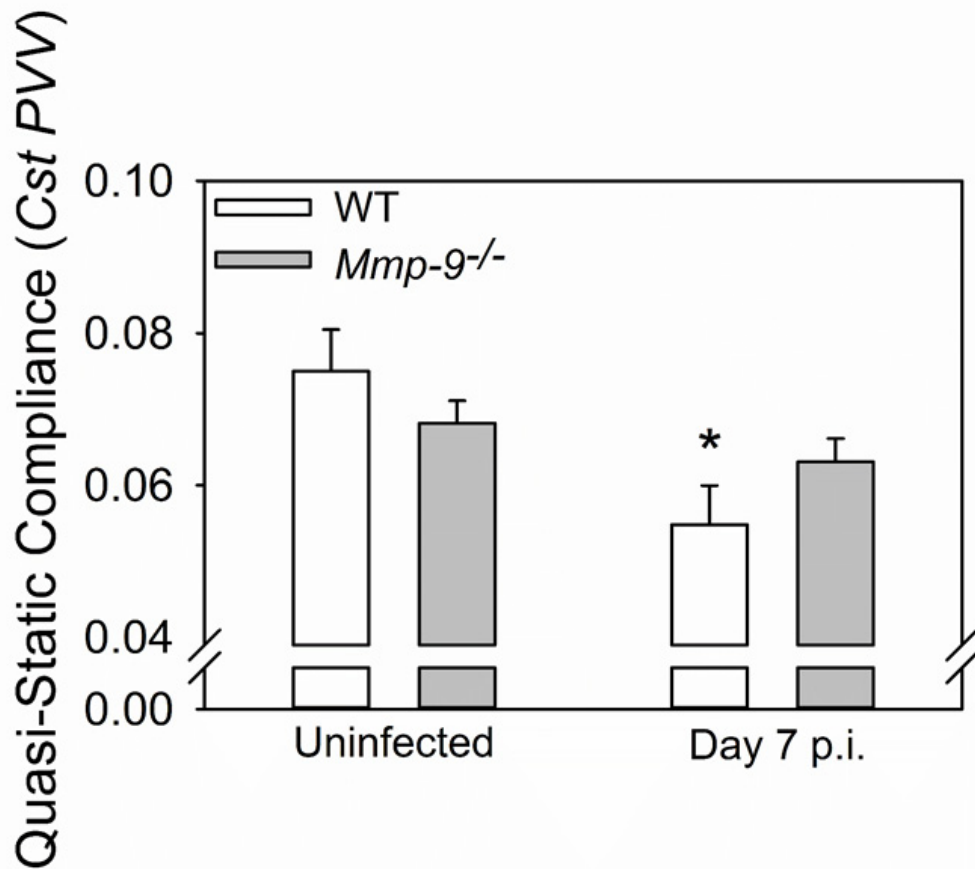 Quasi-Static Compliance (Cst PVV)
0.10
0.08
0.06
0.04
0.00
WT
Mmp-9-/-
*
Uninfected
Day 7 p.i.